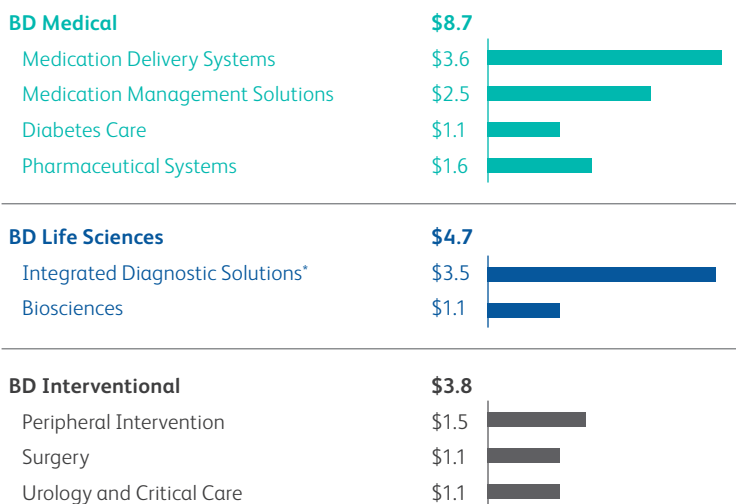 BD Medical $8.7
Medication Delivery Systems $3.6
Medication Management Solutions $2.5
Diabetes Care $1.1
Pharmaceutical Systems $1.6
BD Life Sciences $4.7
Integrated Diagnostic Solutions* $3.5
Biosciences $1.1
BD Interventional $3.8
Peripheral Intervention $1.5
Surgery $1.1
Urology and Critical Care $1.1